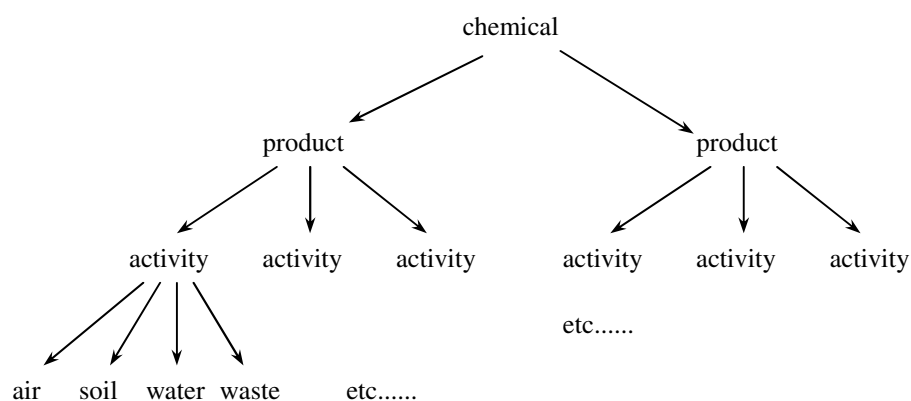 chemical
product product
activity activity activity activity activity activity
etc......
air soil water waste etc......